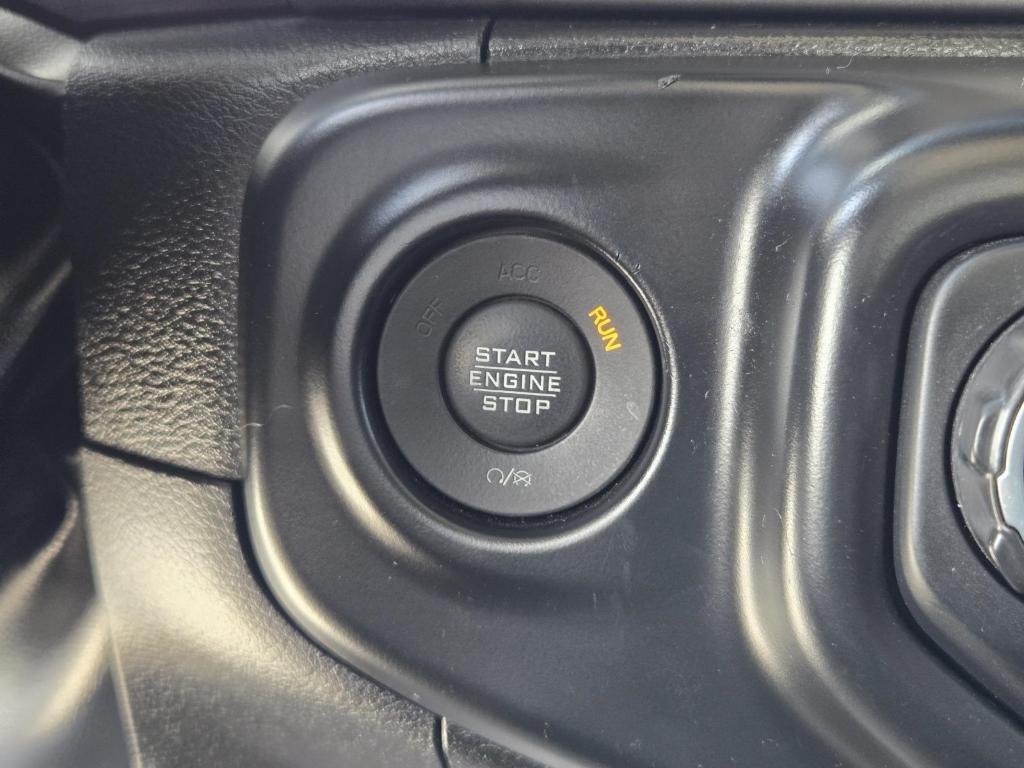 ACC
OFF
RUN
START
ENGINE
STOP